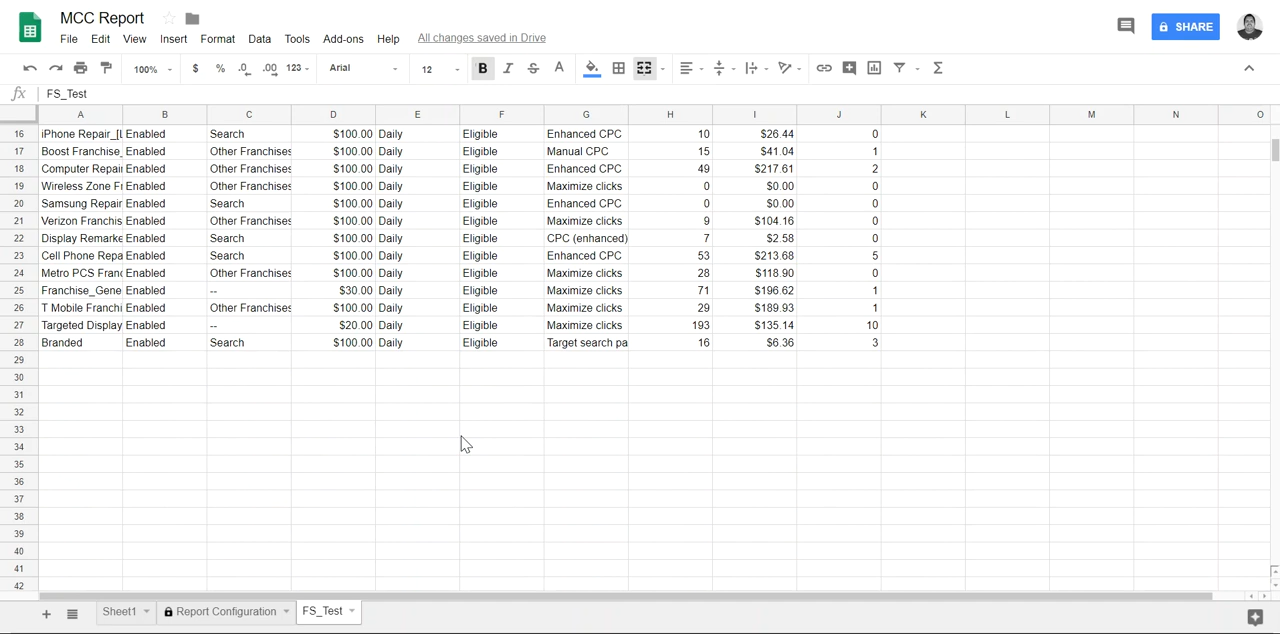 MCC Report
File Edit View Insert Format Data Tools Add-ons Help All changes saved in Drive
SHARE
100% $ % .0 .00 123 Arial 12 B I S A
fx FS_Test
A B C D E F G H I J K L M N O
16 iPhone Repair_[L Enabled Search $100.00 Daily Eligible Enhanced CPC 10 $26.44 0
17 Boost Franchise_ Enabled Other Franchises $100.00 Daily Eligible Manual CPC 15 $41.04 1
18 Computer Repair Enabled Other Franchises $100.00 Daily Eligible Enhanced CPC 49 $217.61 2
19 Wireless Zone Fr Enabled Other Franchises $100.00 Daily Eligible Maximize clicks 0 $0.00 0
20 Samsung Repair Enabled Search $100.00 Daily Eligible Enhanced CPC 0 $0.00 0
21 Verizon Franchis Enabled Other Franchises $100.00 Daily Eligible Maximize clicks 9 $104.16 0
22 Display Remarke Enabled Search $100.00 Daily Eligible CPC (enhanced) 7 $2.58 0
23 Cell Phone Repa Enabled Search $100.00 Daily Eligible Enhanced CPC 53 $213.68 5
24 Metro PCS Franc Enabled Other Franchises $100.00 Daily Eligible Maximize clicks 28 $118.90 0
25 Franchise_Gene Enabled -- $30.00 Daily Eligible Maximize clicks 71 $196.62 1
26 T Mobile Franchi Enabled Other Franchises $100.00 Daily Eligible Maximize clicks 29 $189.93 1
27 Targeted Display Enabled -- $20.00 Daily Eligible Maximize clicks 193 $135.14 10
28 Branded Enabled Search $100.00 Daily Eligible Target search pa 16 $6.36 3
29
30
31
32
33
34
35
36
37
38
39
40
41
42
Sheet1 Report Configuration FS_Test